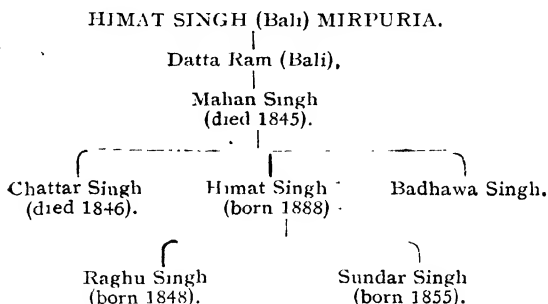 HIMAT SINGH (Bali) MIRPURIA.
Datta Ram (Bali),
Mahan Singh
(died 1845).
Chattar Singh Himat Singh Badhawa Singh.
(died 1846). (born 1888)
Raghu Singh Sundar Singh
(born 1848). (born 1855).